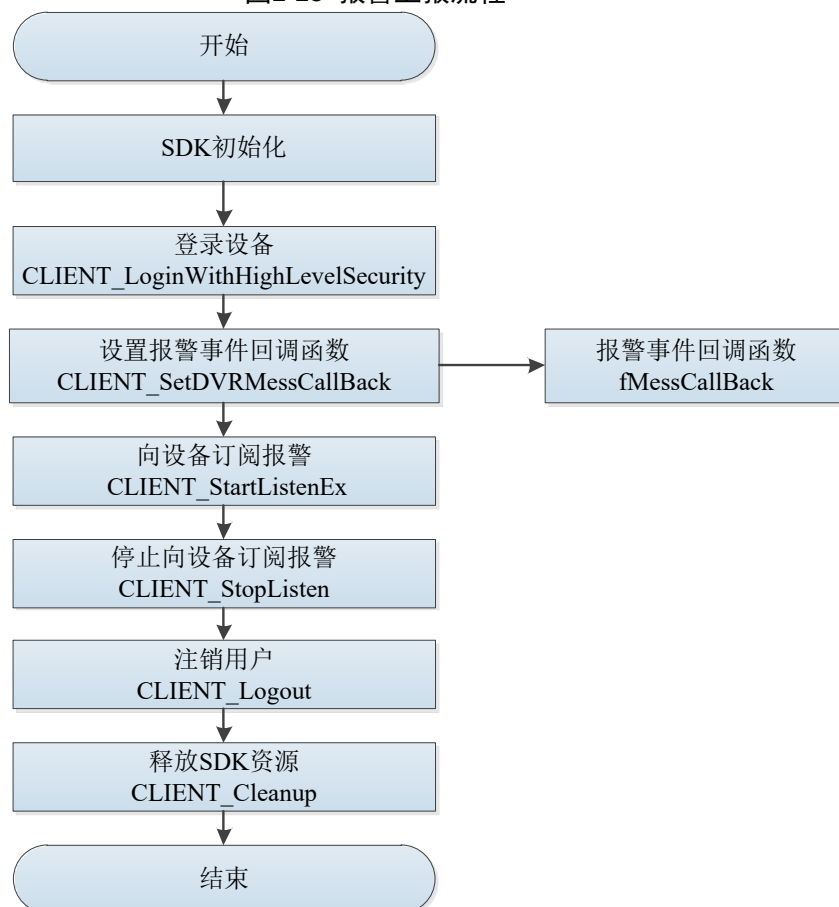 开始
SDK初始化
登录设备
CLIENT_LoginWithHighLevelSecurity
设置报警事件回调函数
CLIENT_SetDVRMessCallBack
报警事件回调函数
fMessCallBack
向设备订阅报警
CLIENT_StartListenEx
停止向设备订阅报警
CLIENT_StopListen
注销用户
CLIENT_Logout
释放SDK资源
CLIENT_Cleanup
结束